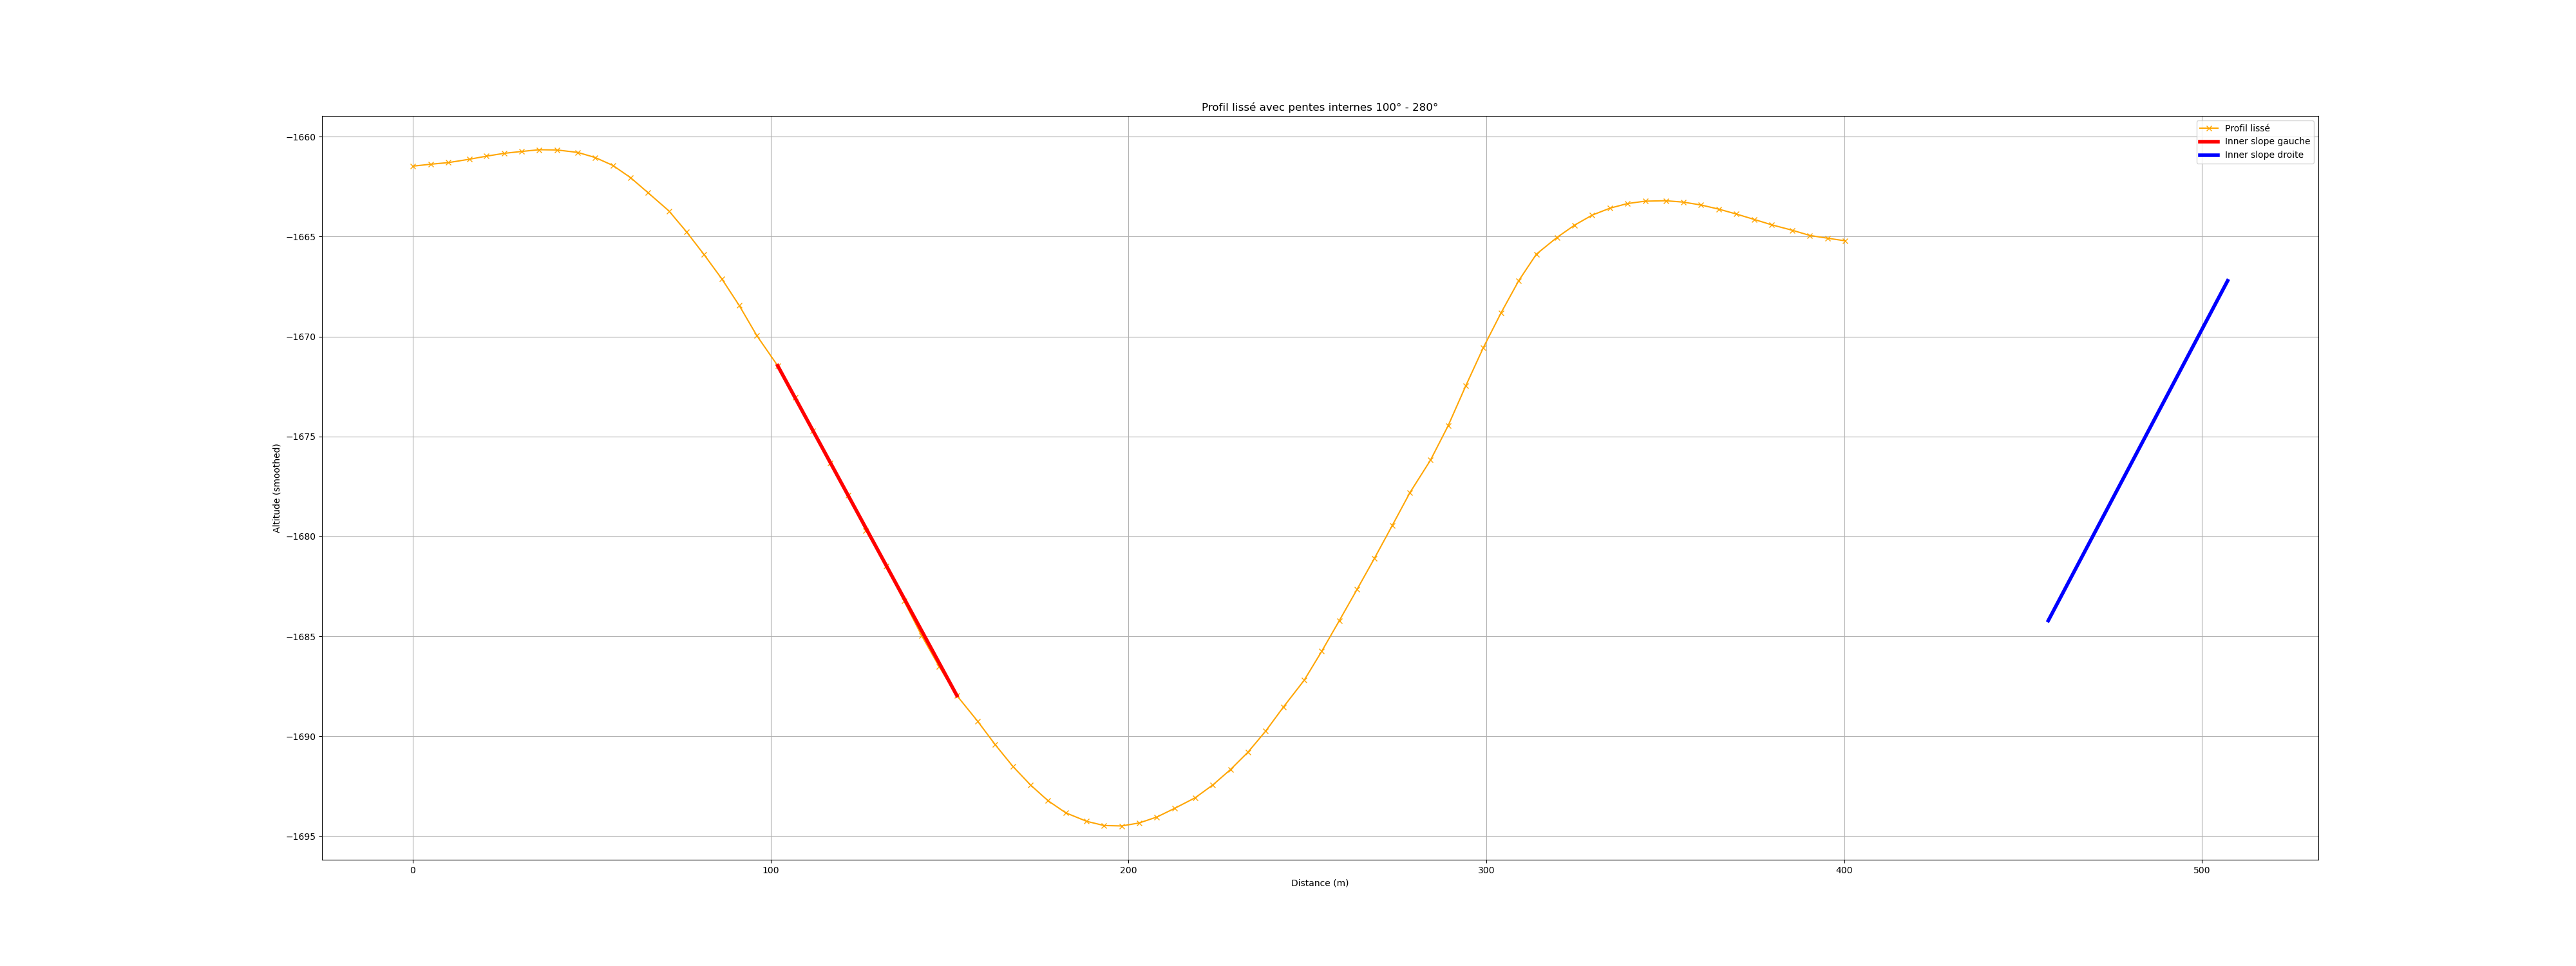 Profil lissé avec pentes internes 100° - 280°
Profil lissé
Inner slope gauche
Inner slope droite
Altitude (smoothed)
−1660
−1665
−1670
−1675
−1680
−1685
−1690
−1695
0 100 200 300 400 500
Distance (m)